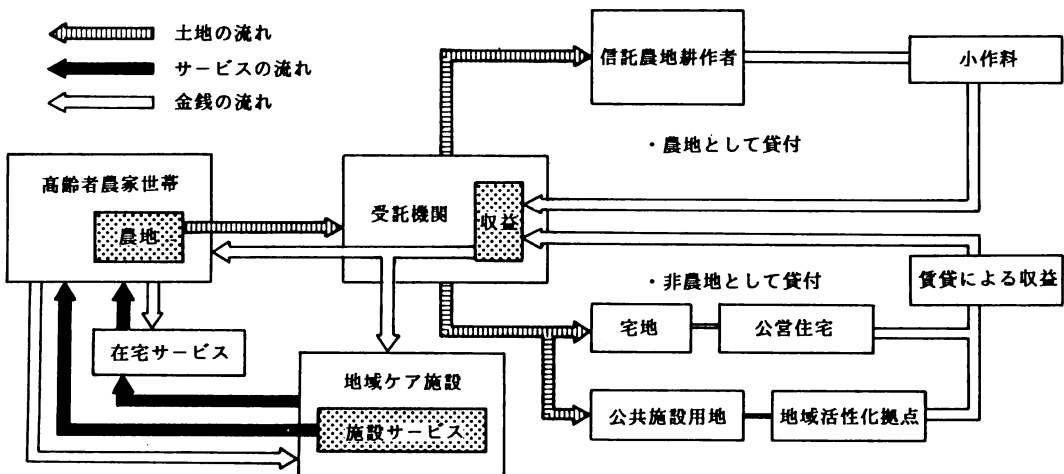 土地の流れ
サービスの流れ
金銭の流れ
信託農地耕作者
小作料
・農地として貸付
高齢者農家世帯
農地
受託機関
収益
・非農地として貸付
賃貸による収益
宅地
公営住宅
在宅サービス
地域ケア施設
施設サービス
公共施設用地
地域活性化拠点